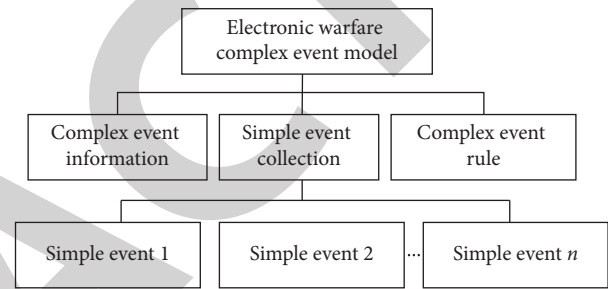 Electronic warfare
complex event model
Complex event
information
Simple event
collection
Complex event
rule
Simple event 1
Simple event 2
...
Simple event n